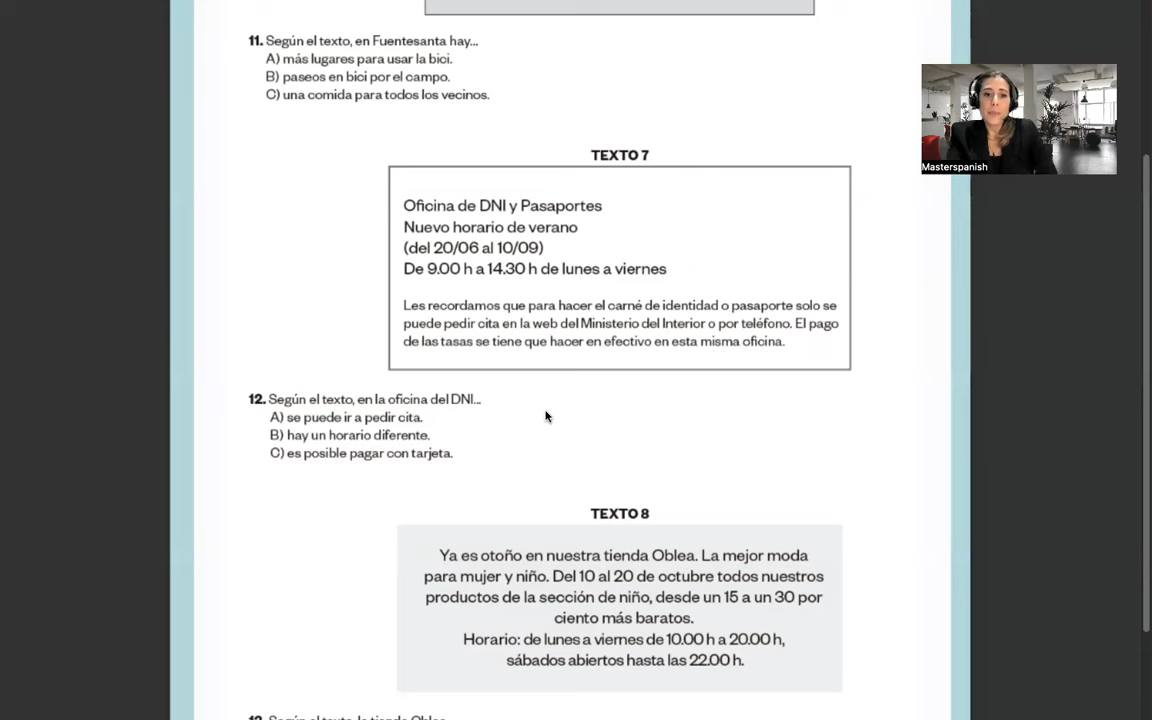 11. Según el texto, en Fuentesanta hay...
A) más lugares para usar la bici.
B) paseos en bici por el campo.
C) una comida para todos los vecinos.
Masterspanish
TEXTO 7
Oficina de DNI y Pasaportes
Nuevo horario de verano
(del 20/06 al 10/09)
De 9.00 h a 14.30 h de lunes a viernes
Les recordamos que para hacer el carné de identidad o pasaporte solo se
puede pedir cita en la web del Ministerio del Interior o por teléfono. El pago
de las tasas se tiene que hacer en efectivo en esta misma oficina.
12. Según el texto, en la oficina del DNI...
A) se puede ir a pedir cita.
B) hay un horario diferente.
C) es posible pagar con tarjeta.
TEXTO 8
Ya es otoño en nuestra tienda Oblea. La mejor moda
para mujer y niño. Del 10 al 20 de octubre todos nuestros
productos de la sección de niño, desde un 15 a un 30 por
ciento más baratos.
Horario: de lunes a viernes de 10.00 h a 20.00 h,
sábados abiertos hasta las 22.00 h.
Según el texto, la tienda Oblea